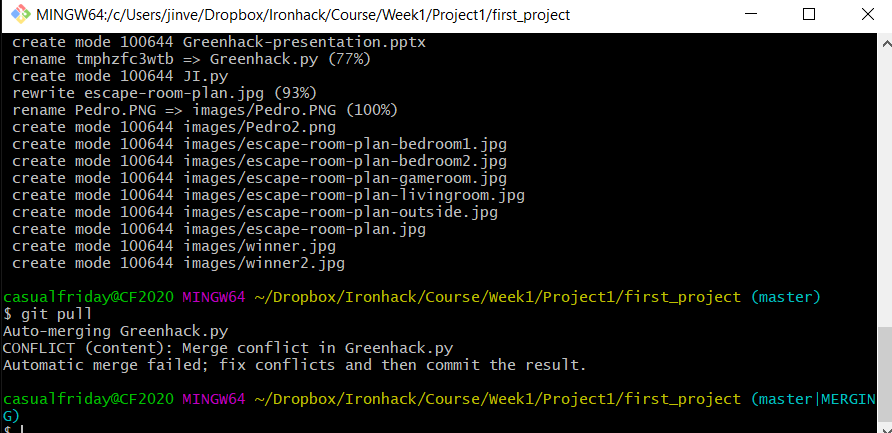 MINGW64:/c/Users/jinve/Dropbox/Ironhack/Course/Week1/Project1/first_project
create mode 100644 Greenhack-presentation.pptx
rename tmphzfc3wtb => Greenhack.py (77%)
create mode 100644 JI.py
rewrite escape-room-plan.jpg (93%)
rename Pedro.PNG => images/Pedro.PNG (100%)
create mode 100644 images/Pedro2.png
create mode 100644 images/escape-room-plan-bedroom1.jpg
create mode 100644 images/escape-room-plan-bedroom2.jpg
create mode 100644 images/escape-room-plan-gameroom.jpg
create mode 100644 images/escape-room-plan-livingroom.jpg
create mode 100644 images/escape-room-plan-outside.jpg
create mode 100644 images/escape-room-plan.jpg
create mode 100644 images/winner.jpg
create mode 100644 images/winner2.jpg
casualfriday@CF2020 MINGW64 ~/Dropbox/Ironhack/Course/Week1/Project1/first_project (master)
$ git pull
Auto-merging Greenhack.py
CONFLICT (content): Merge conflict in Greenhack.py
Automatic merge failed; fix conflicts and then commit the result.
casualfriday@CF2020 MINGW64 ~/Dropbox/Ironhack/Course/Week1/Project1/first_project (master|MERGIN
G)
$